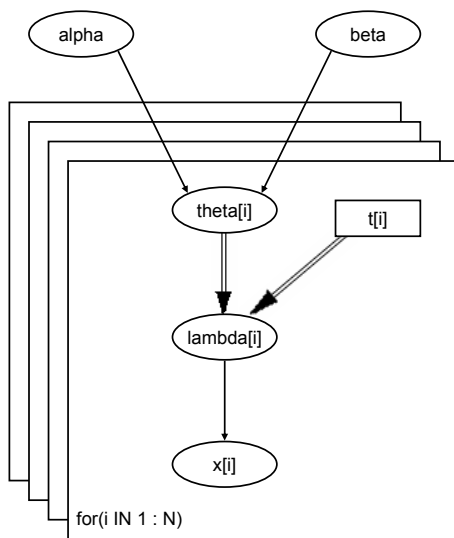 alpha
beta
theta[i]
t[i]
lambda[i]
x[i]
for(i IN 1 : N)